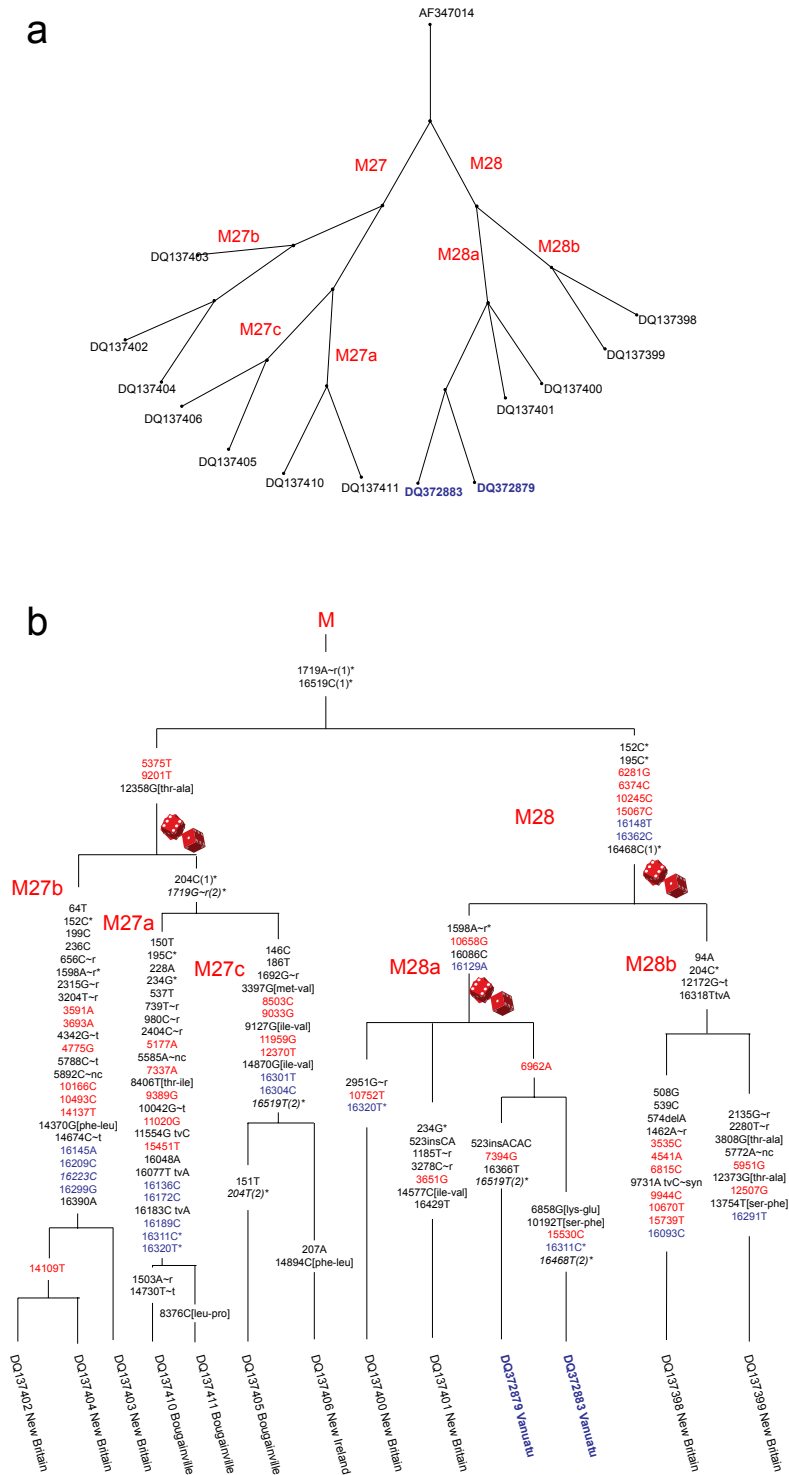 a
AF347014
M27
M28
M27b
DQ137403
M28a
M28b
DQ137398
M27c
DQ137402
M27a
DQ137399
DQ137404
DQ137400
DQ137406
DQ137401
DQ137405
DQ137410
DQ137411
DQ372883
DQ372879
b
M
1719A~r(1)*
16519C(1)*
5375T
9201T
12358G[thr-ala]
M27b
64T
152C*
199C
236C
656C~r
1598A~r*
2315G~r
3204T~r
3591A
3693A
4342G~t
4775G
5788C~t
5892C~nc
10166C
10493C
14137T
14370G[phe-leu]
14674C~t
16145A
16209C
16223C
16299G
16390A
14109T
204C(1)*
1719G~r(2)*
M27a
150T
195C*
228A
234G*
537T
739T~r
980C~r
2404C~r
5177A
5585A~nc
7337A
8406T[thr-ile]
9389G
10042G~t
11020G
11554G tvC
15451T
16048A
16077T tvA
16136C
16172C
16183C tvA
16189C
16311C*
16320T*
1503A~r
14730T~t
8376C[leu-pro]
M27c
146C
186T
1692G~r
3397G[met-val]
8503C
9033G
9127G[ile-val]
11959G
12370T
14870G[ile-val]
16301T
16304C
16519T(2)*
151T
204T(2)*
207A
14894C[phe-leu]
M28
152C*
195C*
6281G
6374C
10245C
15067C
16148T
16362C
16468C(1)*
M28a
1598A~r*
10658G
16086C
16129A
2951G~r
10752T
16320T*
234G*
523insCA
1185T~r
3278C~r
3651G
14577C[ile-val]
16429T
6962A
523insACAC
7394G
16366T
16519T(2)*
6858G[lys-glu]
10192T[ser-phe]
15530C
16311C*
16468T(2)*
M28b
94A
204C*
12172G~t
16318TtvA
508G
539C
574delA
1462A~r
3535C
4541A
6815C
9731A tvC~syn
9944C
10670T
15739T
16093C
2135G~r
2280T~r
3808G[thr-ala]
5772A~nc
5951G
12373G[thr-ala]
12507G
13754T[ser-phe]
16291T
DQ137402 New Britain
DQ137404 New Britain
DQ137403 New Britain
DQ137410 Bougainville
DQ137411 Bougainville
DQ137405 Bougainville
DQ137406 New Ireland
DQ137400 New Britain
DQ137401 New Britain
DQ372879 Vanuatu
DQ372883 Vanuatu
DQ137398 New Britain
DQ137399 New Britain